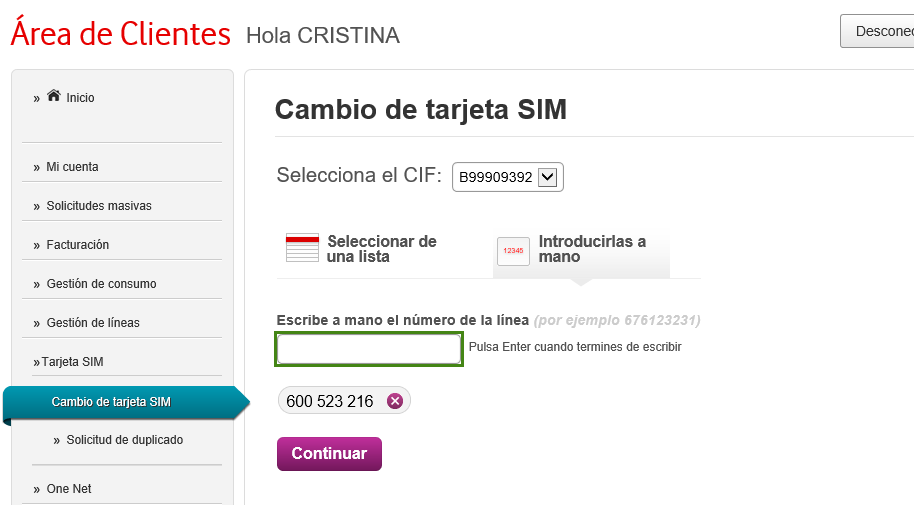 Área de Clientes Hola CRISTINA
Desconec
» Inicio
» Mi cuenta
» Solicitudes masivas
» Facturación
» Gestión de consumo
» Gestión de líneas
»Tarjeta SIM
Cambio de tarjeta SIM
» Solicitud de duplicado
» One Net
Cambio de tarjeta SIM
Selecciona el CIF: B99909392
Seleccionar de
una lista
12345
Introducirlas a
mano
Escribe a mano el número de la línea (por ejemplo 676123231)
Pulsa Enter cuando termines de escribir
600 523 216
Continuar